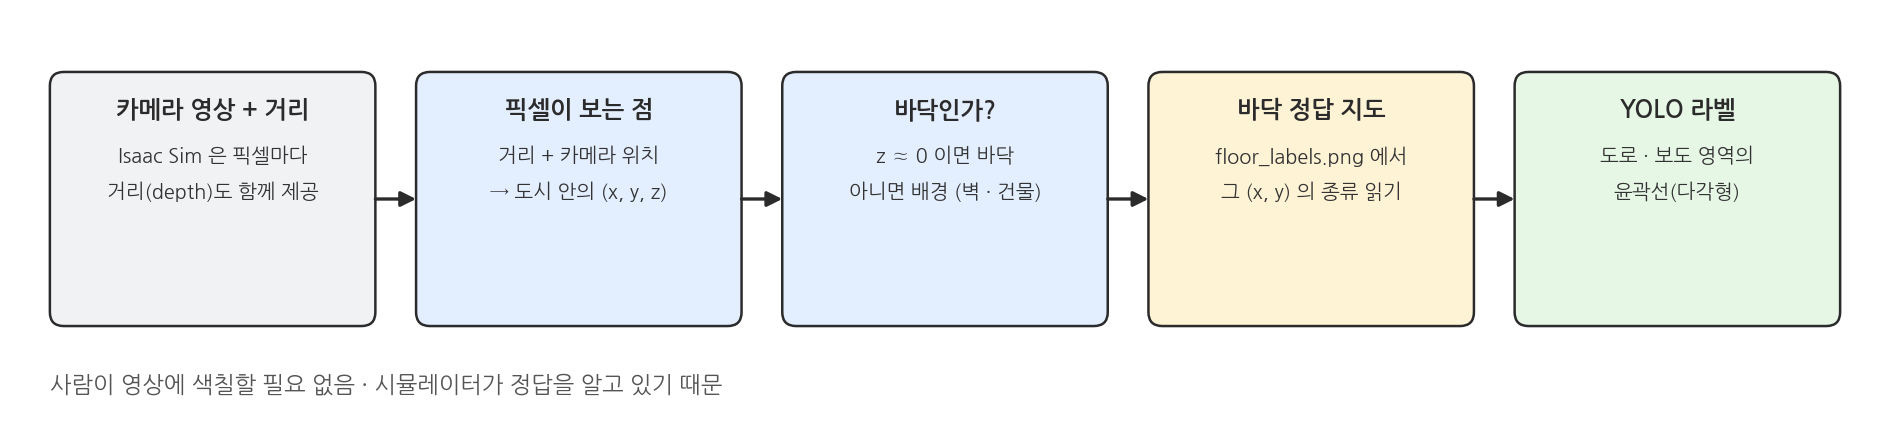 카메라 영상 + 거리
Isaac Sim 은 픽셀마다
거리(depth)도 함께 제공
픽셀이 보는 점
거리 + 카메라 위치
→ 도시 안의 (x, y, z)
바닥인가?
z ≈ 0 이면 바닥
아니면 배경 (벽 · 건물)
바닥 정답 지도
floor_labels.png 에서
그 (x, y) 의 종류 읽기
YOLO 라벨
도로 · 보도 영역의
윤곽선(다각형)
사람이 영상에 색칠할 필요 없음 · 시뮬레이터가 정답을 알고 있기 때문